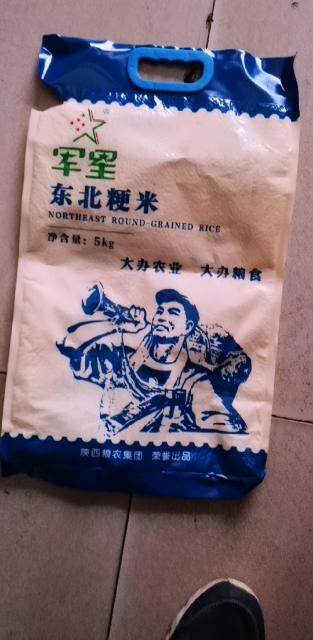 军垦
东北粳米
NORTHEAST ROUND-GRAINED RICE
净含量：5kg
大办农业 大办粮食
陕西粮农集团 荣誉出品